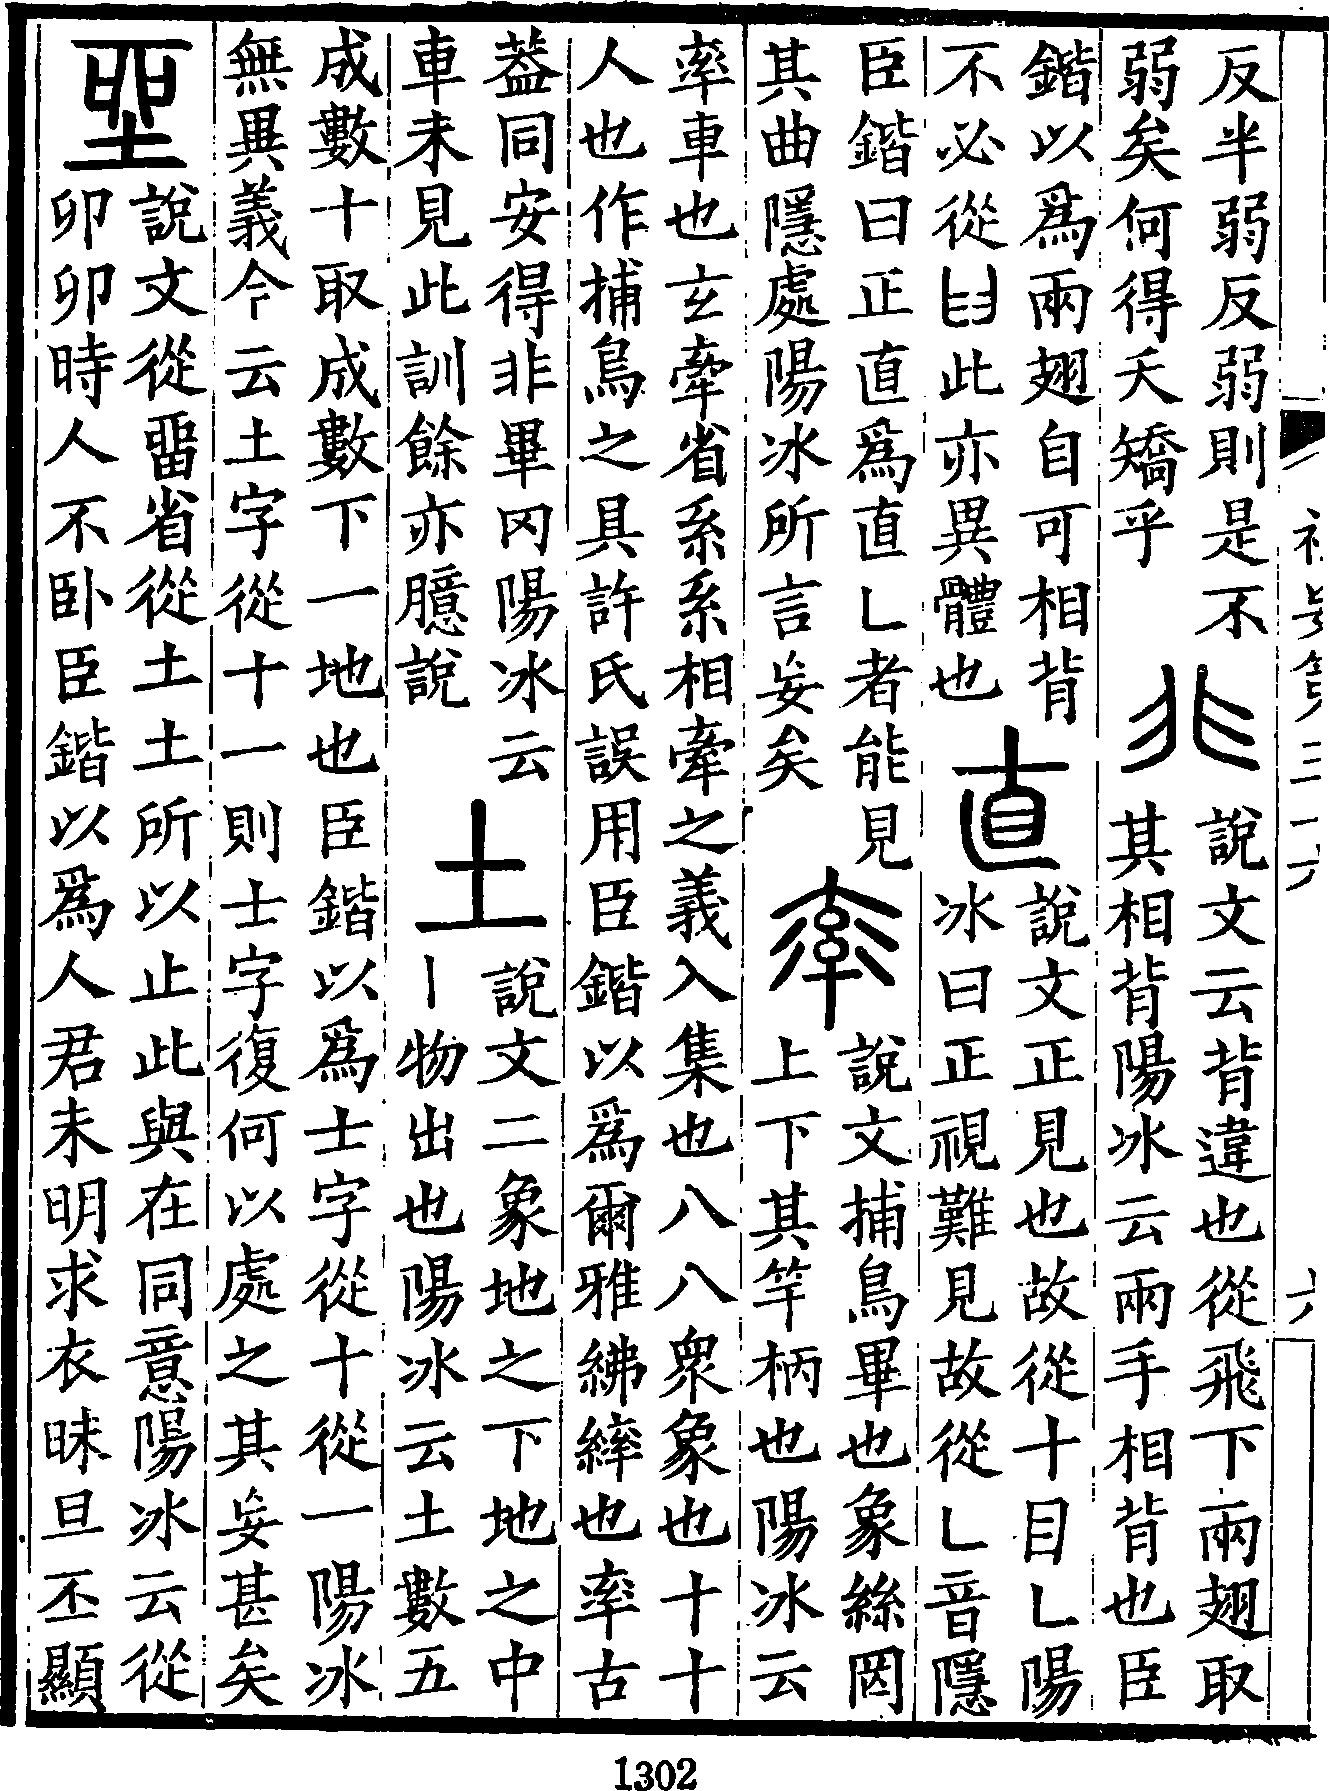 反半弱反弱則是不
弱矣何得夭矯乎
非
說文云背違也從飛下兩翅取
其相背陽冰云兩手相背也臣
鍇以爲兩翅自可相背
不必從𦥑此亦異體也
直
說文正見也故從十目乚陽
冰曰正視難見故從乚音隱
臣鍇曰正直爲直乚者能見
其曲隱處陽冰所言妄矣
率
說文捕鳥畢也象絲罔
上下其竿柄也陽冰云
率車也玄牽省系系相牽之義入集也八八衆象也十十
人也作捕鳥之具許氏誤用臣鍇以爲爾雅紼繂也率古
葢同安得非畢冈陽冰云
車未見此訓餘亦臆說
土
說文二象地之下地之中
丨物出也陽冰云土數五
成數十取成數下一地也臣鍇以爲士字從十從一陽冰
無異義今云土字從十一則士字復何以處之其妄甚矣
坐
說文從畱省從土土所以止此與在同意陽冰云從
卯卯時人不臥臣鍇以爲人君未明求衣昧旦丕顯
1302